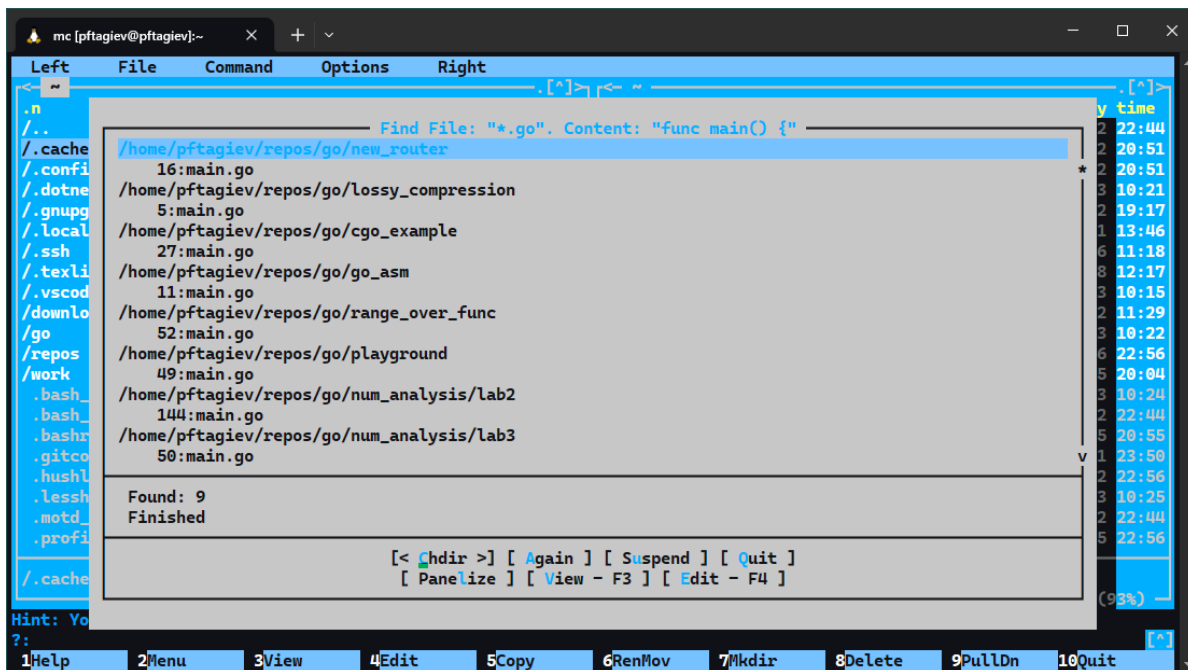 mc [pftagiev@pftagiev]:~
Left File Command Options Right
<- ~ .[^]> <- ~ .[^]>
.n y time
/.. 2 22:44
Find File: "*.go". Content: "func main() {"
/.cache /home/pftagiev/repos/go/new_router 2 20:51
/.confi 16:main.go * 2 20:51
/.dotne /home/pftagiev/repos/go/lossy_compression 3 10:21
/.gnupg 5:main.go 2 19:17
/.local /home/pftagiev/repos/go/cgo_example 1 13:46
/.ssh 27:main.go 6 11:18
/.texli /home/pftagiev/repos/go/go_asm 8 12:17
/.vscod 11:main.go 3 10:15
/downlo /home/pftagiev/repos/go/range_over_func 2 11:29
/go 52:main.go 3 10:22
/repos /home/pftagiev/repos/go/playground 6 22:56
/work 49:main.go 5 20:04
.bash_ /home/pftagiev/repos/go/num_analysis/lab2 3 10:24
.bash_ 144:main.go 2 22:44
.bashr /home/pftagiev/repos/go/num_analysis/lab3 5 20:55
.gitco 50:main.go v 1 23:50
.hushl 2 22:56
.lessh Found: 9 3 10:25
.motd_ Finished 2 22:44
.profi 5 22:56
[< Chdir >] [ Again ] [ Suspend ] [ Quit ]
/.cache [ Panelize ] [ View - F3 ] [ Edit - F4 ]
(93%)
Hint: Yo
?: [^]
1Help 2Menu 3View 4Edit 5Copy 6RenMov 7Mkdir 8Delete 9PullDn 10Quit